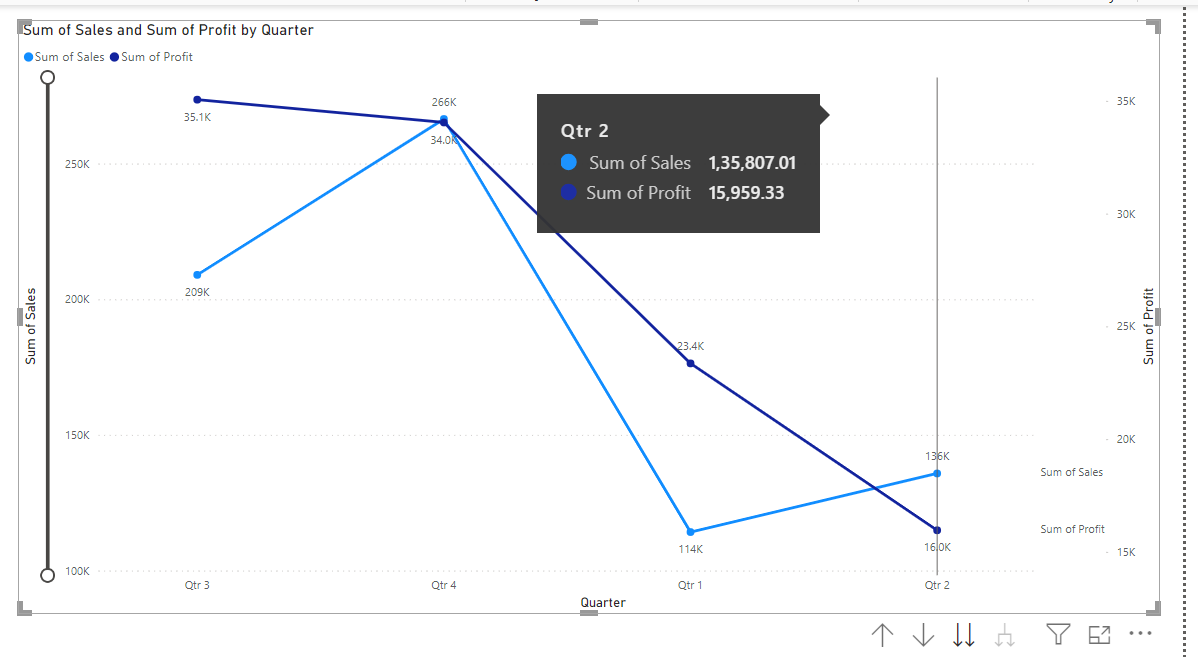 Sum of Sales and Sum of Profit by Quarter
Sum of Sales Sum of Profit
266K
35.1K
34.0K
35K
Qtr 2
Sum of Sales 1,35,807.01
Sum of Profit 15,959.33
250K
30K
209K
200K
Sum of Sales
Sum of Profit
25K
23.4K
150K
20K
136K
Sum of Sales
Sum of Profit
114K
16.0K
15K
100K
Qtr 3 Qtr 4 Qtr 1 Qtr 2
Quarter